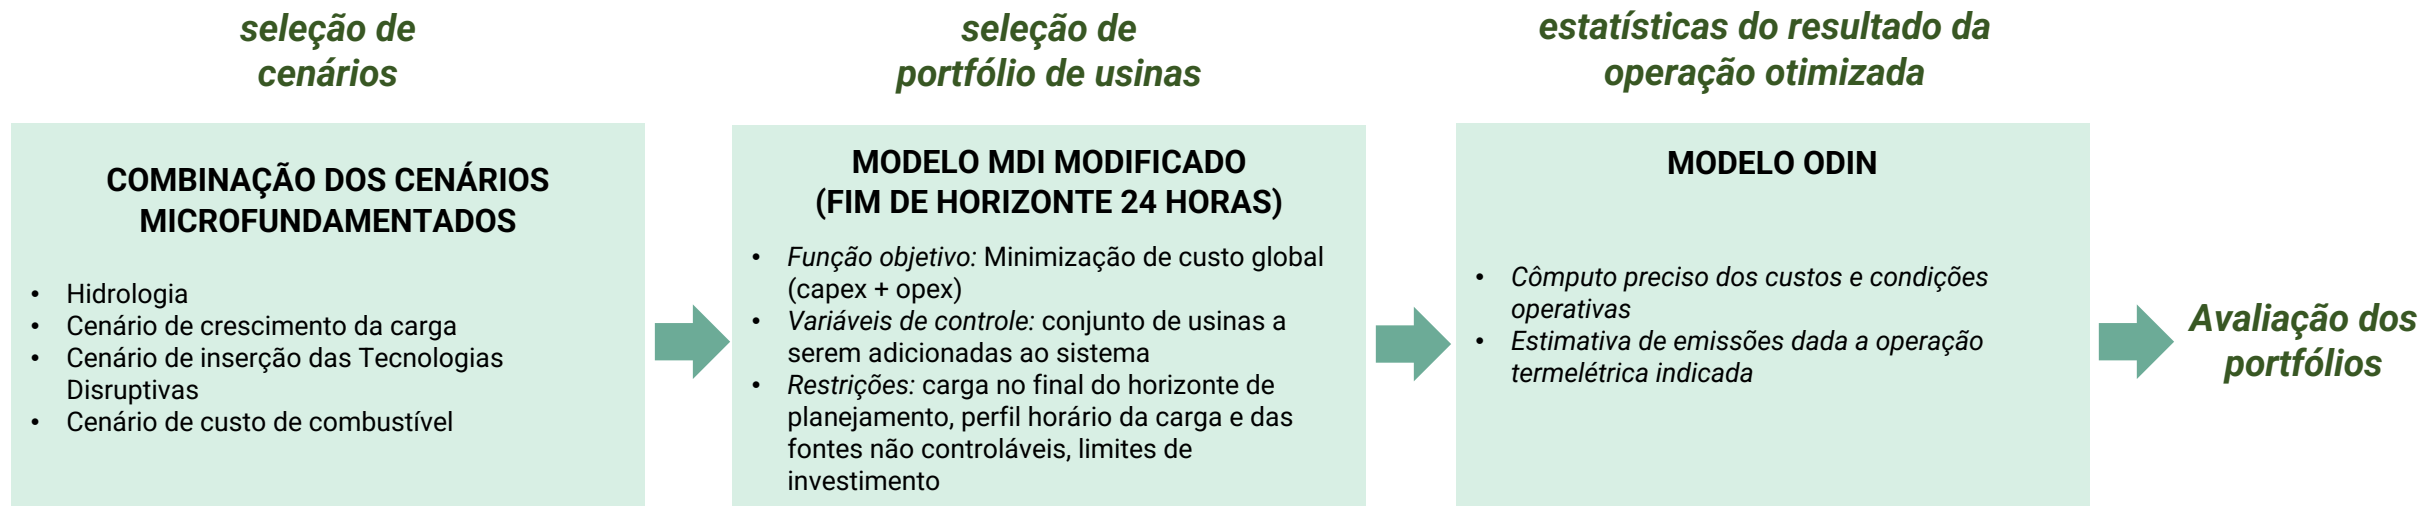 seleção de
cenários
COMBINAÇÃO DOS CENÁRIOS
MICROFUNDAMENTADOS
• Hidrologia
• Cenário de crescimento da carga
• Cenário de inserção das Tecnologias
Disruptivas
• Cenário de custo de combustível
seleção de
portfólio de usinas
MODELO MDI MODIFICADO
(FIM DE HORIZONTE 24 HORAS)
• Função objetivo: Minimização de custo global
(capex + opex)
• Variáveis de controle: conjunto de usinas a
serem adicionadas ao sistema
• Restrições: carga no final do horizonte de
planejamento, perfil horário da carga e das
fontes não controláveis, limites de
investimento
estatísticas do resultado da
operação otimizada
MODELO ODIN
• Cômputo preciso dos custos e condições
operativas
• Estimativa de emissões dada a operação
termelétrica indicada
Avaliação dos
portfólios